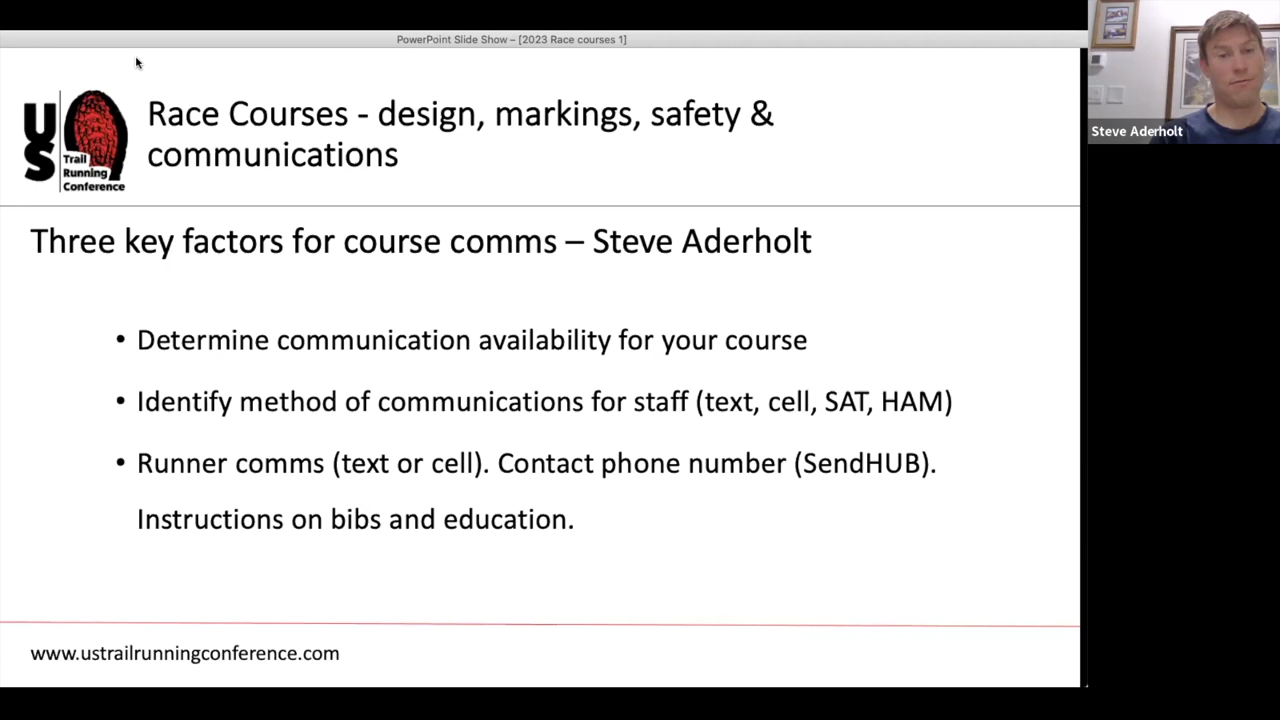 PowerPoint Slide Show – [2023 Race courses 1]
US
Trail
Running
Conference
Race Courses - design, markings, safety &
communications
Steve Aderholt
Three key factors for course comms – Steve Aderholt
• Determine communication availability for your course
• Identify method of communications for staff (text, cell, SAT, HAM)
• Runner comms (text or cell). Contact phone number (SendHUB).
Instructions on bibs and education.
www.ustrailrunningconference.com